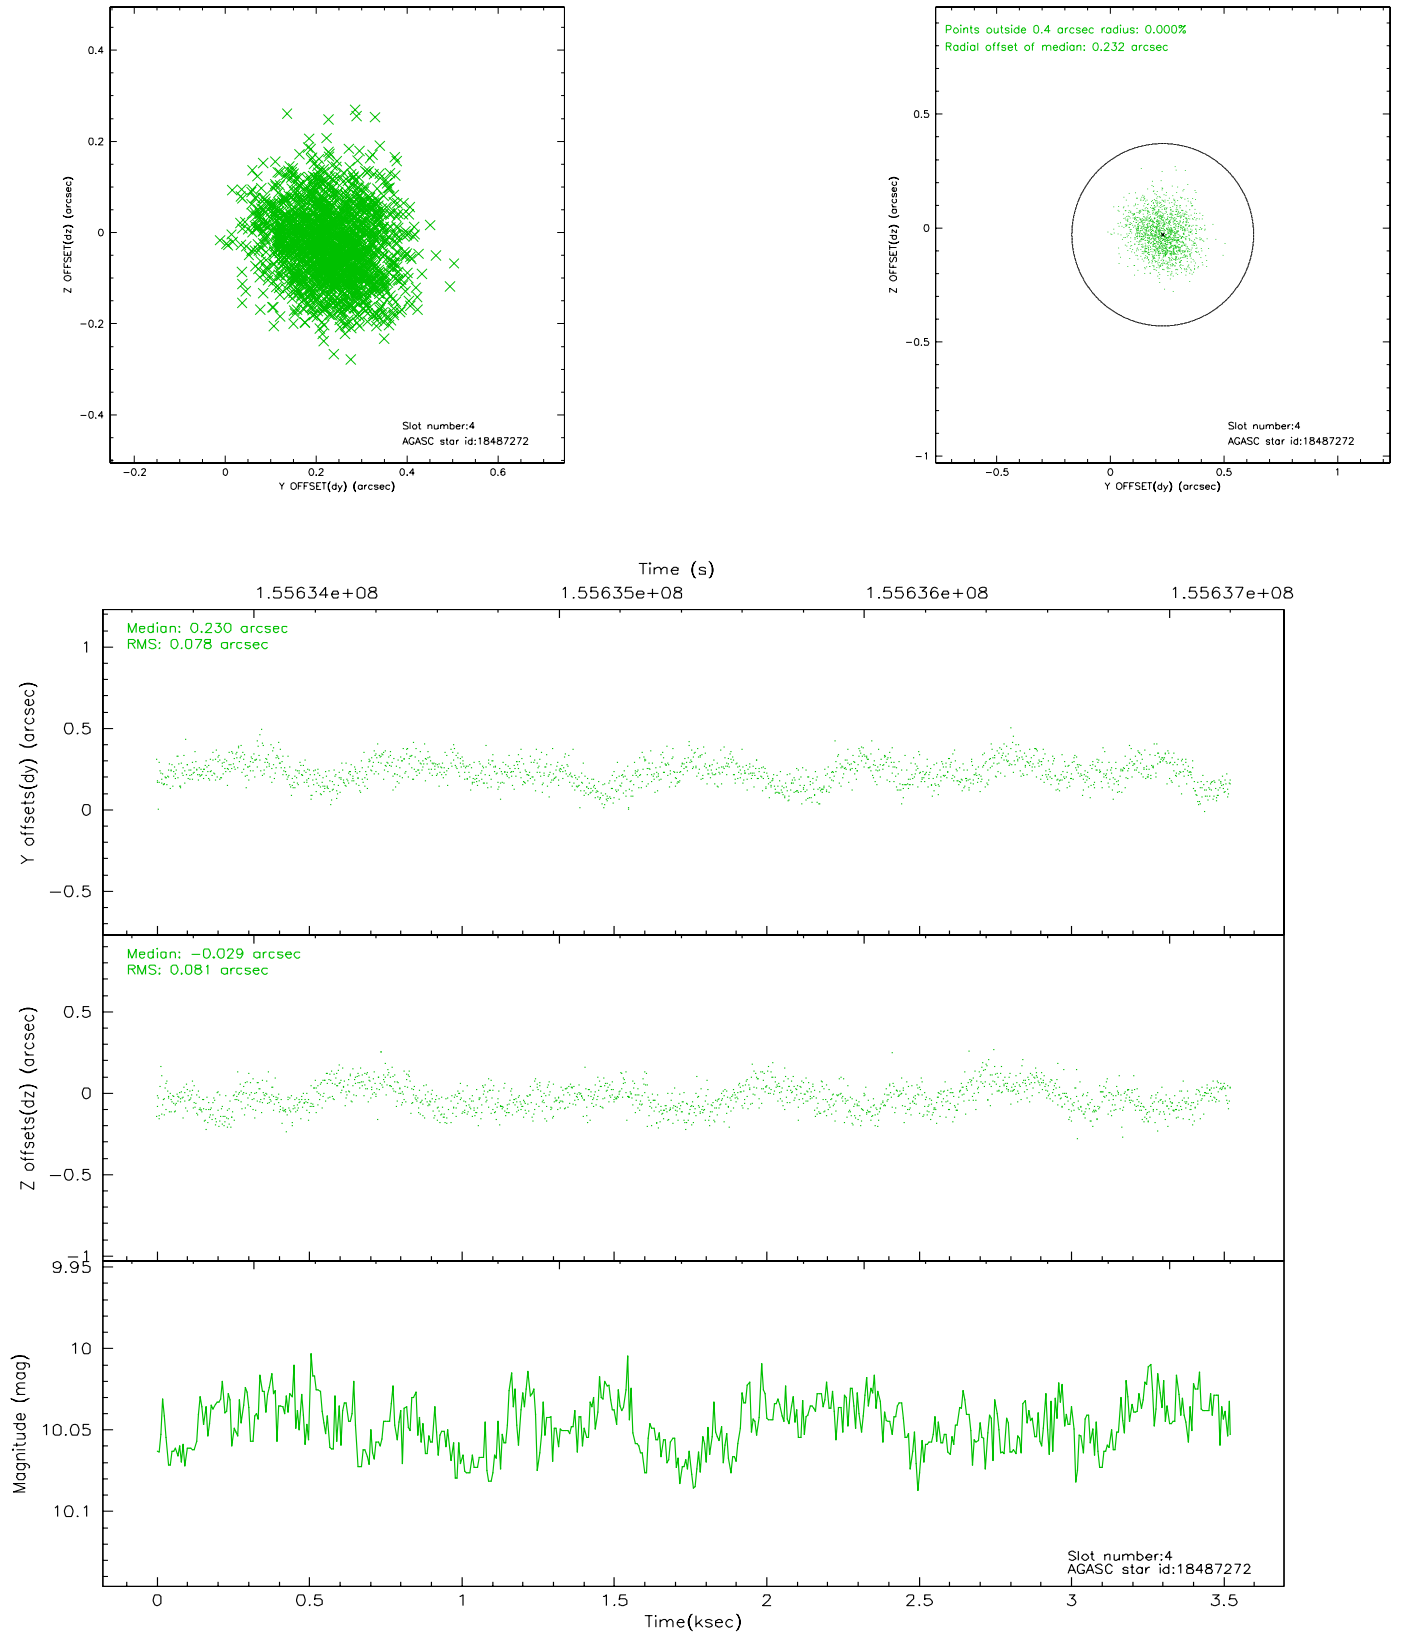 0.4
0.2
0
−0.2
−0.4
−0.2
0
0.2
0.4
0.6
Z OFFSET(dz) (arcsec)
Y OFFSET(dy) (arcsec)
Slot number:4
AGASC star id:18487272
Points outside 0.4 arcsec radius: 0.000%
Radial offset of median: 0.232 arcsec
0.5
0
−0.5
−1
−0.5
0
0.5
1
Z OFFSET(dz) (arcsec)
Y OFFSET(dy) (arcsec)
Slot number:4
AGASC star id:18487272
Time (s)
1.55634e+08
1.55635e+08
1.55636e+08
1.55637e+08
Median: 0.230 arcsec
RMS: 0.078 arcsec
1
0.5
0
−0.5
Y offsets(dy) (arcsec)
Median: −0.029 arcsec
RMS: 0.081 arcsec
0.5
0
−0.5
−1
Z offsets(dz) (arcsec)
9.95
10
10.05
10.1
Magnitude (mag)
Slot number:4
AGASC star id:18487272
0
0.5
1
1.5
2
2.5
3
3.5
Time(ksec)